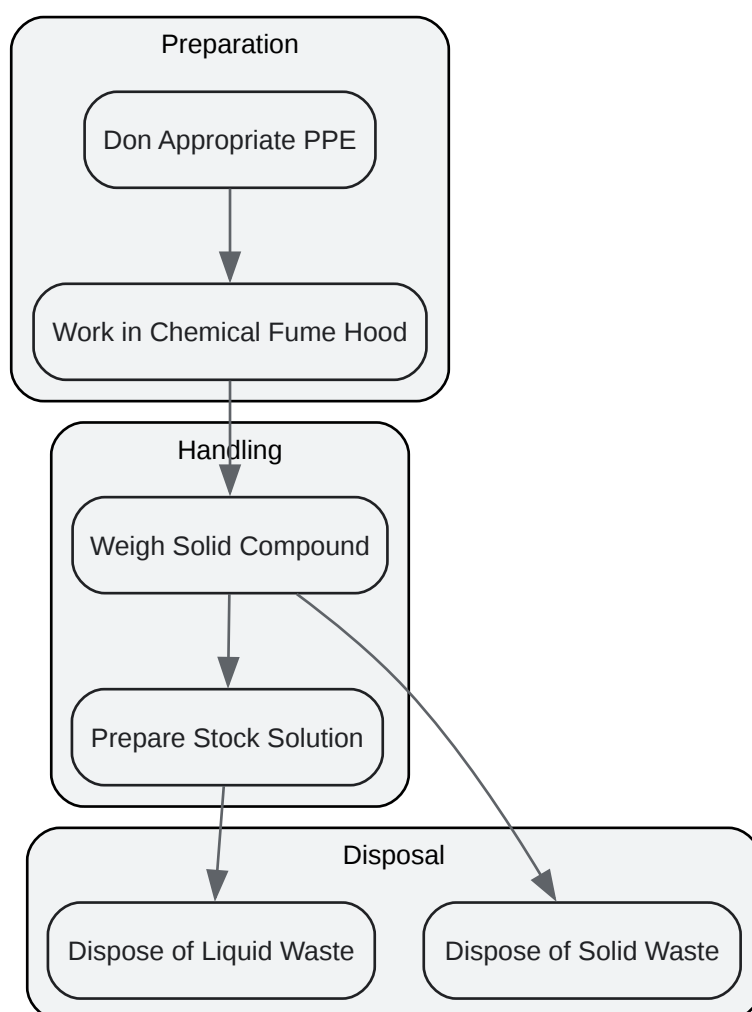 Preparation
Don Appropriate PPE
Work in Chemical Fume Hood
Handling
Weigh Solid Compound
Prepare Stock Solution
Disposal
Dispose of Liquid Waste
Dispose of Solid Waste